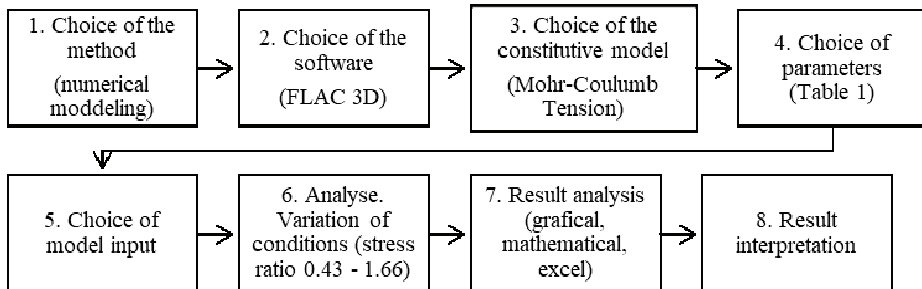 1. Choice of the
method
(numerical
moddeling)
2. Choice of the
software
(FLAC 3D)
3. Choice of the
constitutive model
(Mohr-Coulumb
Tension)
4. Choice of
parameters
(Table 1)
5. Choice of
model input
6. Analyse.
Variation of
conditions (stress
ratio 0.43 - 1.66)
7. Result analysis
(grafical,
mathematical,
excel)
8. Result
interpretation